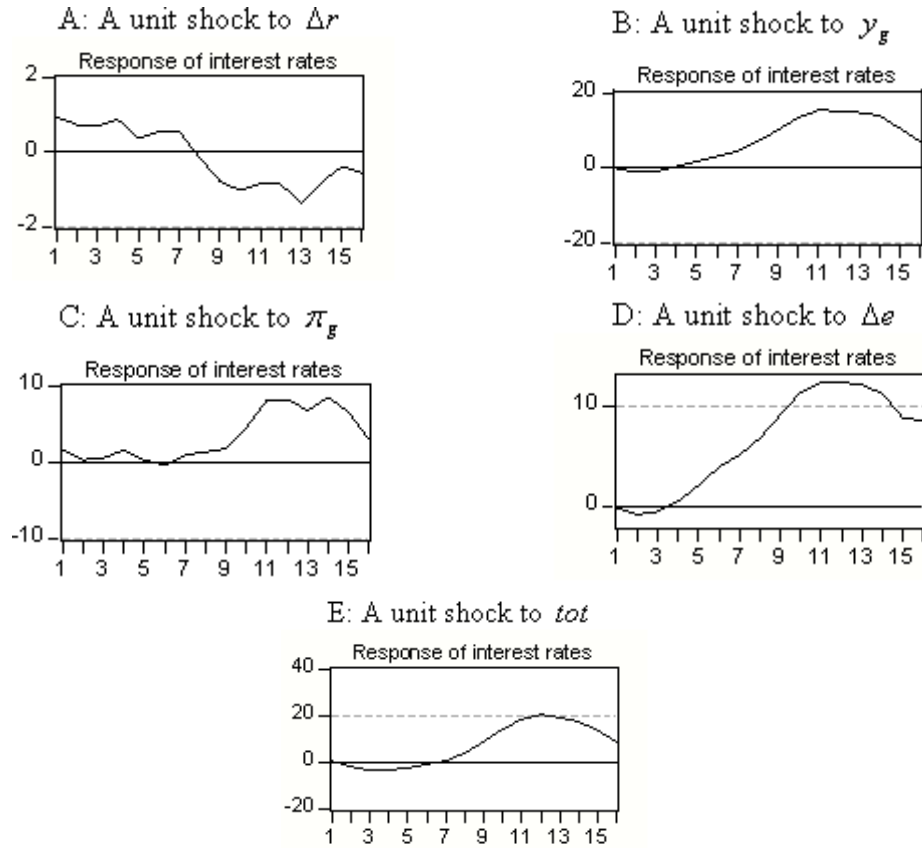 A: A unit shock to Δr
Response of interest rates
2
0
-2
1 3 5 7 9 11 13 15
B: A unit shock to y_g
Response of interest rates
20
0
-20
1 3 5 7 9 11 13 15
C: A unit shock to π_g
Response of interest rates
10
0
-10
1 3 5 7 9 11 13 15
D: A unit shock to Δe
Response of interest rates
10
0
1 3 5 7 9 11 13 15
E: A unit shock to tot
Response of interest rates
40
20
0
-20
1 3 5 7 9 11 13 15